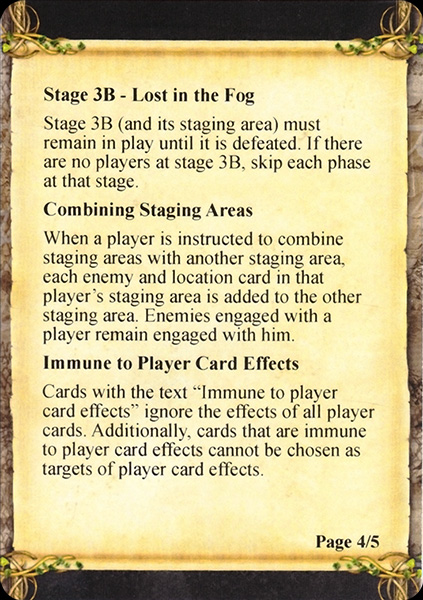 Stage 3B - Lost in the Fog
Stage 3B (and its staging area) must
remain in play until it is defeated. If there
are no players at stage 3B, skip each phase
at that stage.
Combining Staging Areas
When a player is instructed to combine
staging areas with another staging area,
each enemy and location card in that
player's staging area is added to the other
staging area. Enemies engaged with a
player remain engaged with him.
Immune to Player Card Effects
Cards with the text “Immune to player
card effects” ignore the effects of all player
cards. Additionally, cards that are immune
to player card effects cannot be chosen as
targets of player card effects.
Page 4/5